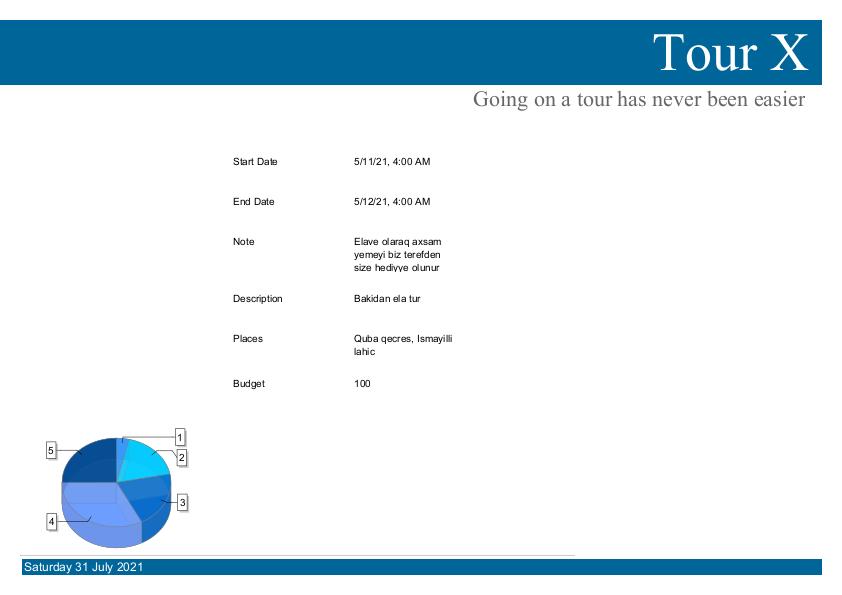 Tour X
Going on a tour has never been easier
Start Date 5/11/21, 4:00 AM
End Date 5/12/21, 4:00 AM
Note Elave olaraq axsam
yemeyi biz terefden
size hediyye olunur
Description Bakidan ela tur
Places Quba qecres, Ismayilli
lahic
Budget 100
1
5
2
3
4
Saturday 31 July 2021